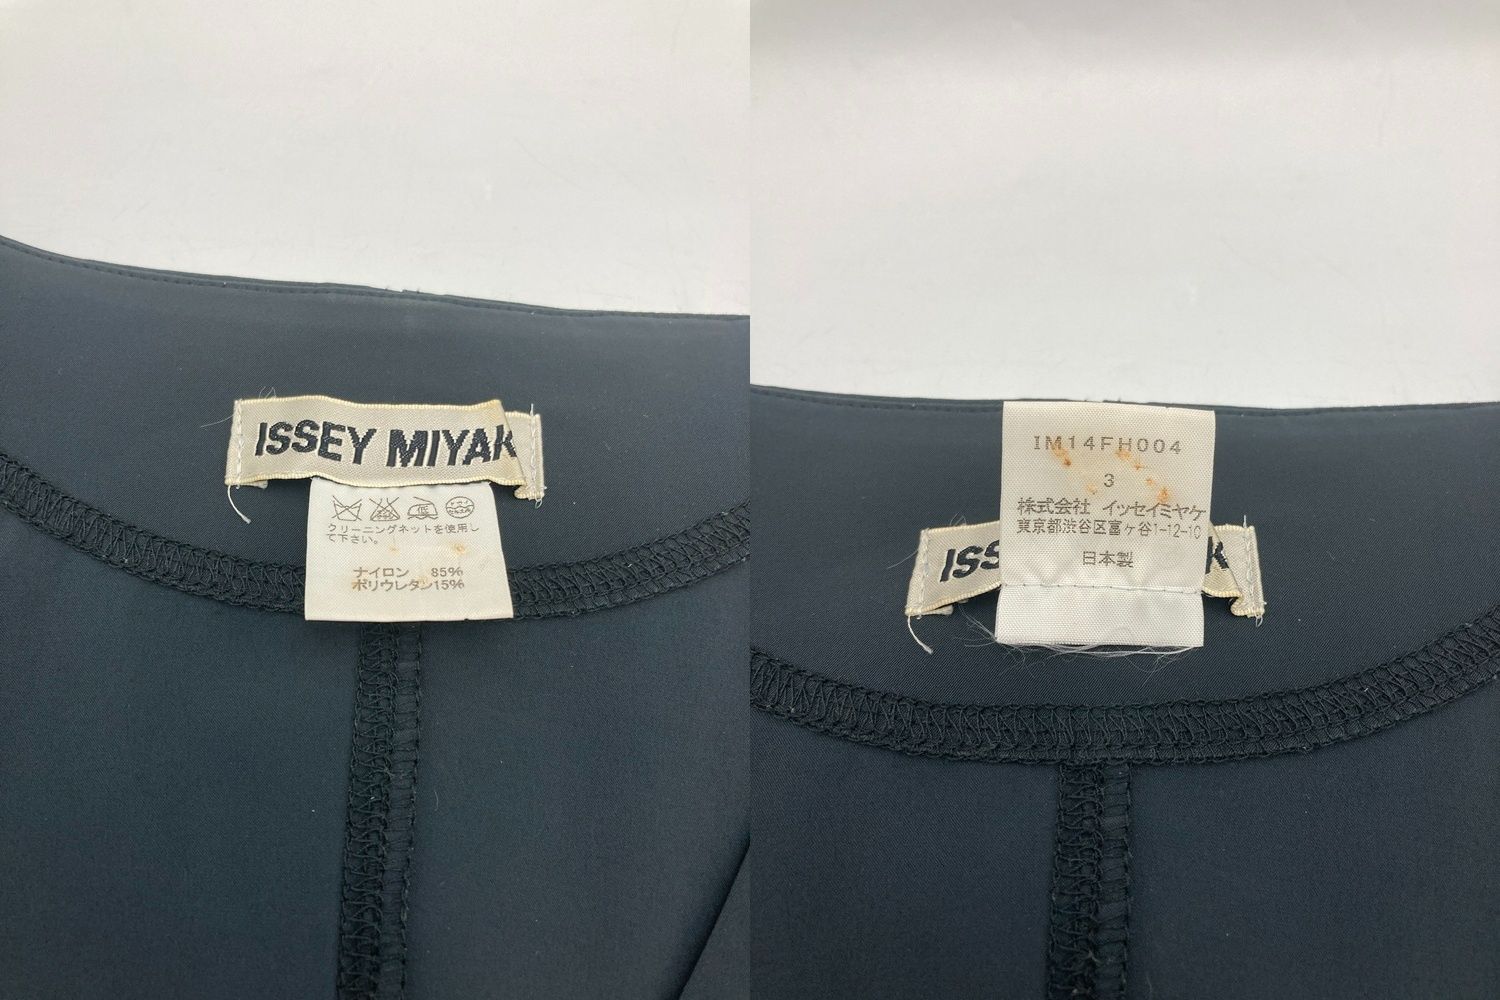 ISSEY MIYAK
クリーニングネットを使用し
て下さい。
ナイロン 85%
ポリウレタン15%
IM14FH004
3
株式会社 イッセイミヤケ
東京都渋谷区富ヶ谷1-12-10
日本製
ISS K